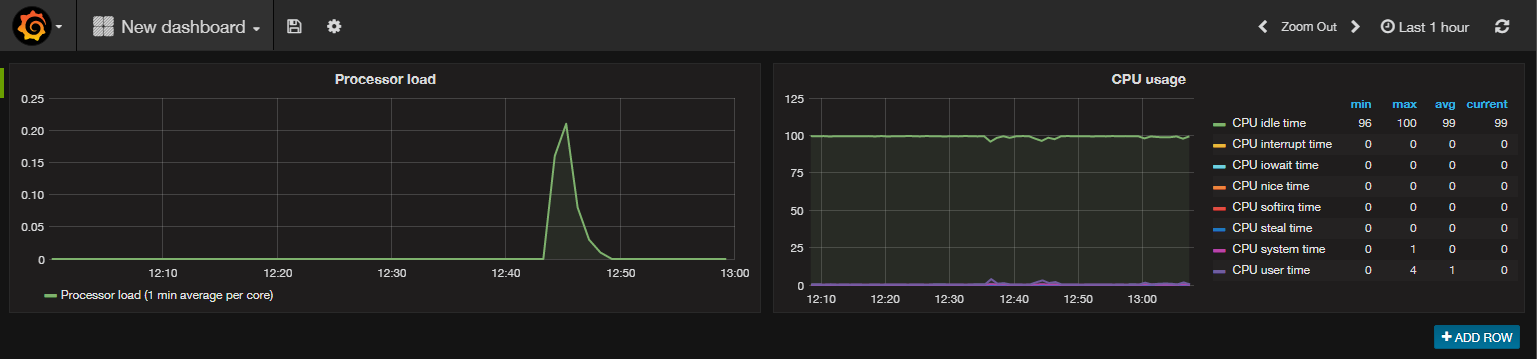 New dashboard
Zoom Out
Last 1 hour
Processor load
0.25
0.20
0.15
0.10
0.05
0
12:10 12:20 12:30 12:40 12:50 13:00
Processor load (1 min average per core)
CPU usage
125
100
75
50
25
0
12:10 12:20 12:30 12:40 12:50 13:00
min max avg current
CPU idle time 96 100 99 99
CPU interrupt time 0 0 0 0
CPU iowait time 0 0 0 0
CPU nice time 0 0 0 0
CPU softirq time 0 0 0 0
CPU steal time 0 0 0 0
CPU system time 0 1 0 0
CPU user time 0 4 1 0
+ ADD ROW